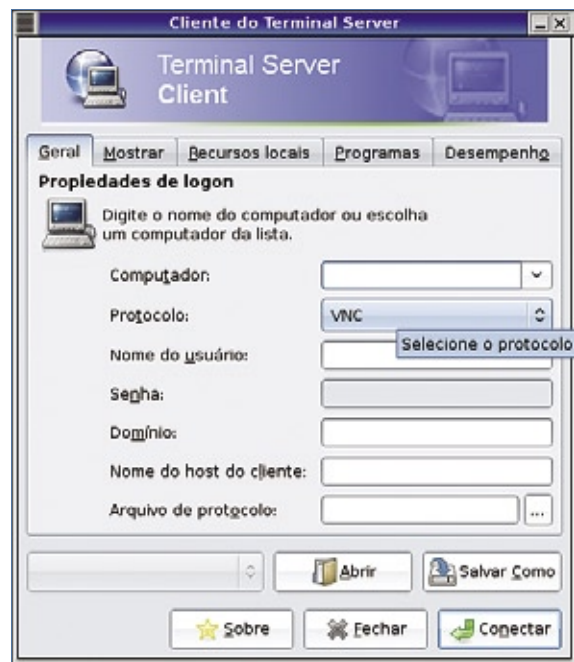 Cliente do Terminal Server
Terminal Server
Client
Geral Mostrar Recursos locais Programas Desempenho
Propiedades de logon
Digite o nome do computador ou escolha
um computador da lista.
Computador:
Protocolo: VNC
Selecione o protocolo
Nome do usuário:
Senha:
Domínio:
Nome do host do cliente:
Arquivo de protocolo: ...
Abrir Salvar Como
Sobre Fechar Conectar